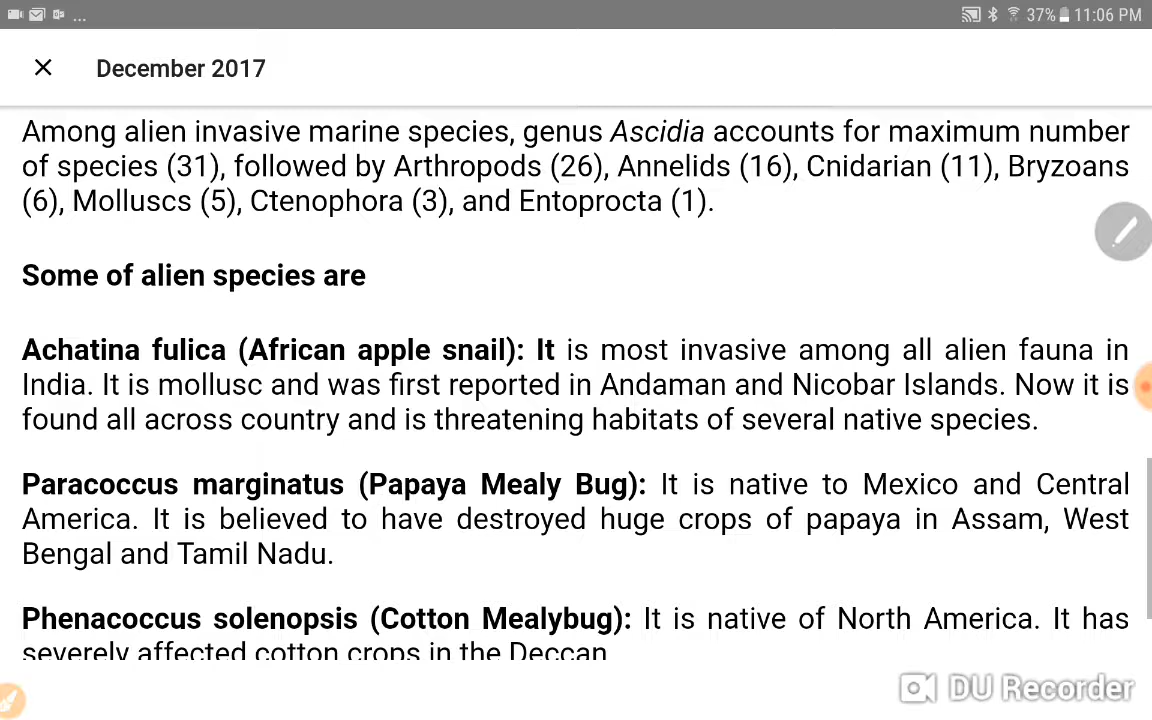 37% 11:06 PM
December 2017
Among alien invasive marine species, genus Ascidia accounts for maximum number
of species (31), followed by Arthropods (26), Annelids (16), Cnidarian (11), Bryzoans
(6), Molluscs (5), Ctenophora (3), and Entoprocta (1).
Some of alien species are
Achatina fulica (African apple snail): It is most invasive among all alien fauna in
India. It is mollusc and was first reported in Andaman and Nicobar Islands. Now it is
found all across country and is threatening habitats of several native species.
Paracoccus marginatus (Papaya Mealy Bug): It is native to Mexico and Central
America. It is believed to have destroyed huge crops of papaya in Assam, West
Bengal and Tamil Nadu.
Phenacoccus solenopsis (Cotton Mealybug): It is native of North America. It has
severely affected cotton crops in the Deccan
DU Recorder